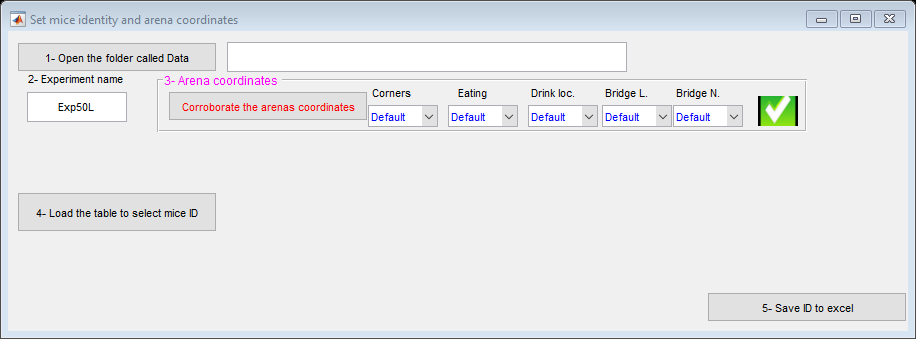 Set mice identity and arena coordinates
1- Open the folder called Data
2- Experiment name
Exp50L
3- Arena coordinates
Corroborate the arenas coordinates
Corners Eating Drink loc. Bridge L. Bridge N.
Default Default Default Default Default
4- Load the table to select mice ID
5- Save ID to excel